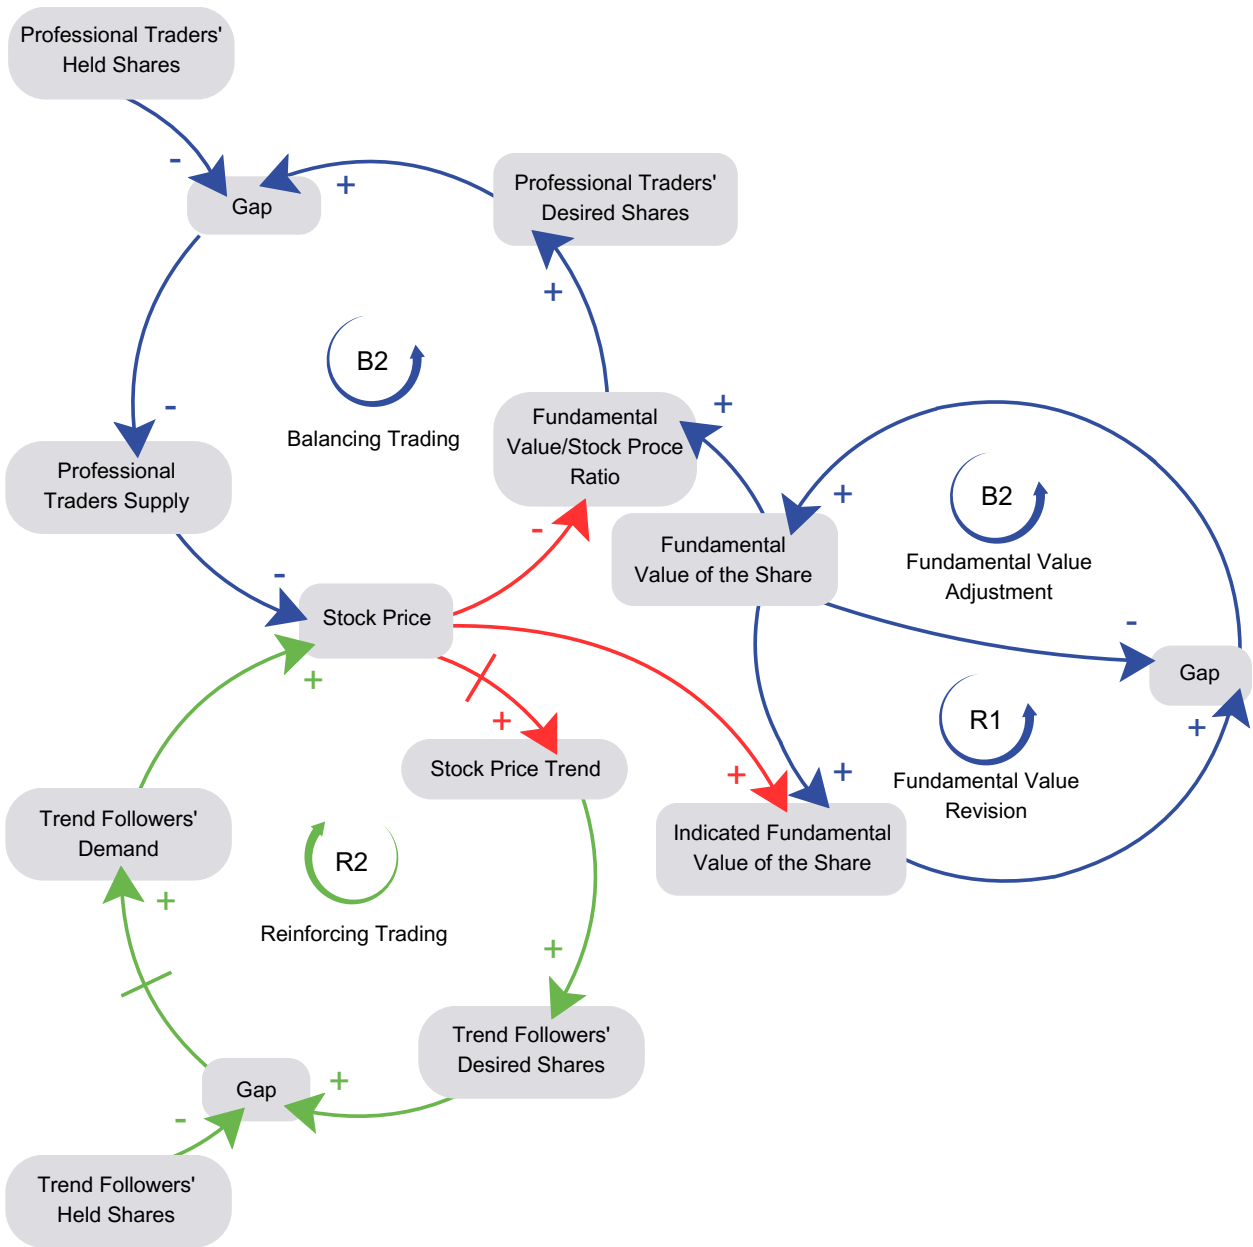 Professional Traders'
Held Shares
-
+
Gap
Professional Traders'
Desired Shares
+
B2
Balancing Trading
-
Professional
Traders Supply
Fundamental
Value/Stock Proce
Ratio
+
-
-
Stock Price
+
Fundamental
Value of the Share
+
B2
Fundamental Value
Adjustment
-
Gap
+
R1
Fundamental Value
Revision
+
Stock Price Trend
+
+
Indicated Fundamental
Value of the Share
Trend Followers'
Demand
+
R2
Reinforcing Trading
+
Trend Followers'
Desired Shares
Gap
+
-
Trend Followers'
Held Shares